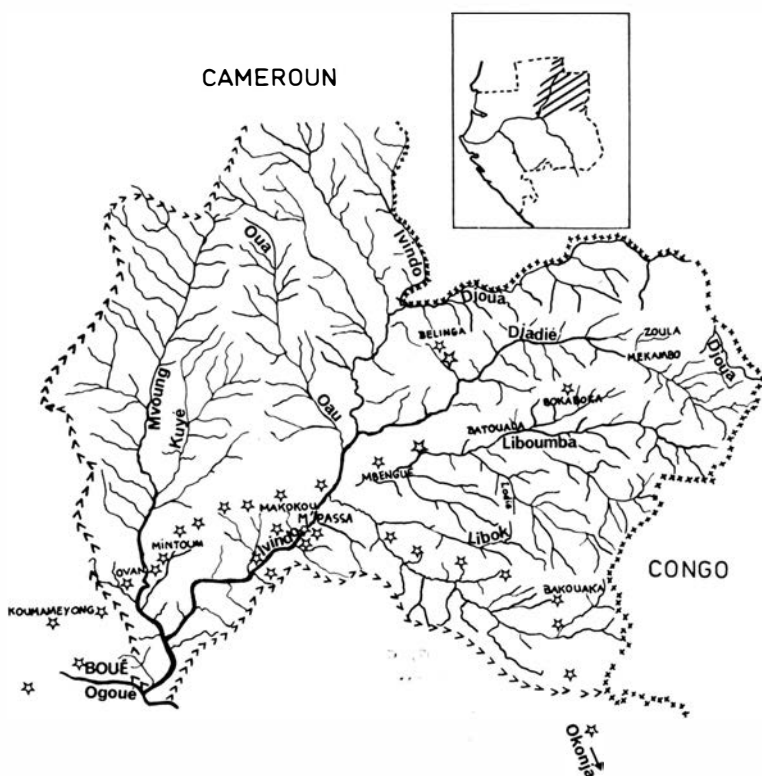 CAMEROUN
Ivindo
Oua
Djoua
BELINGA
Djadié
ZOULA
MEKAMBO
Djoua
Mvoung
Kuyé
Oau
BOKABOKA
BATOUALA
Liboumba
MBENGUÉ
MAKOKOU
M'PASSA
Ivindo
Libok
MINTOUM
OVAN
CONGO
BAKOUAKA
KOUMAMEYONG
BOUÉ
Ogoué
Okonja